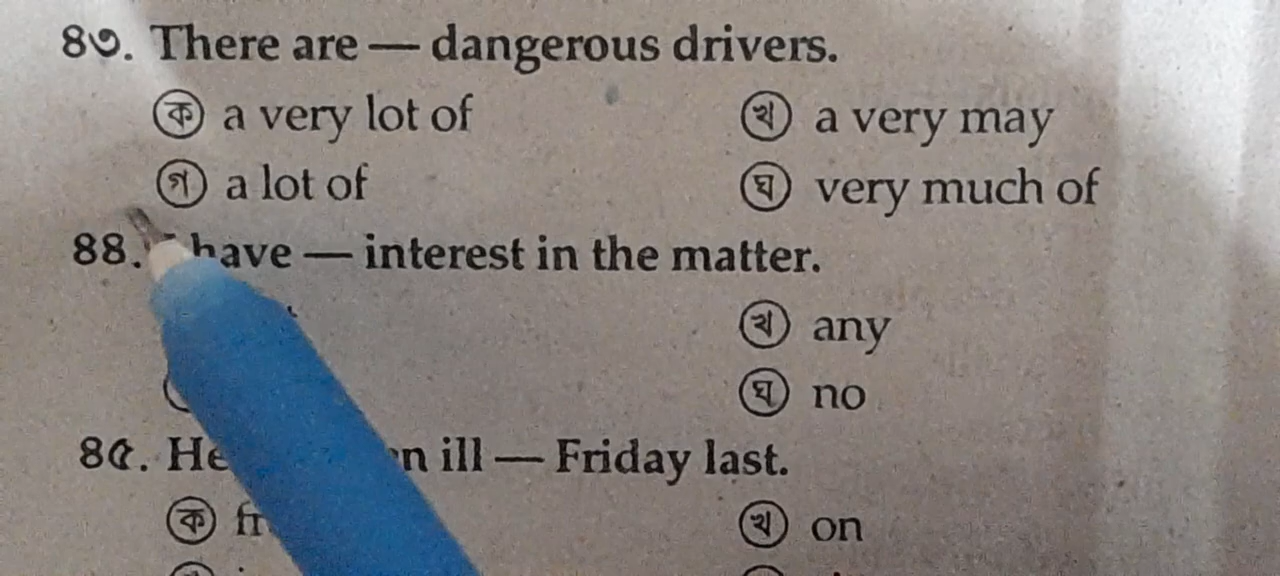 ৪৩. There are — dangerous drivers.
ক a very lot of খ a very may
গ a lot of ঘ very much of
৪৪. have — interest in the matter.
খ any
ঘ no
৪৫. He ill — Friday last.
ক খ on